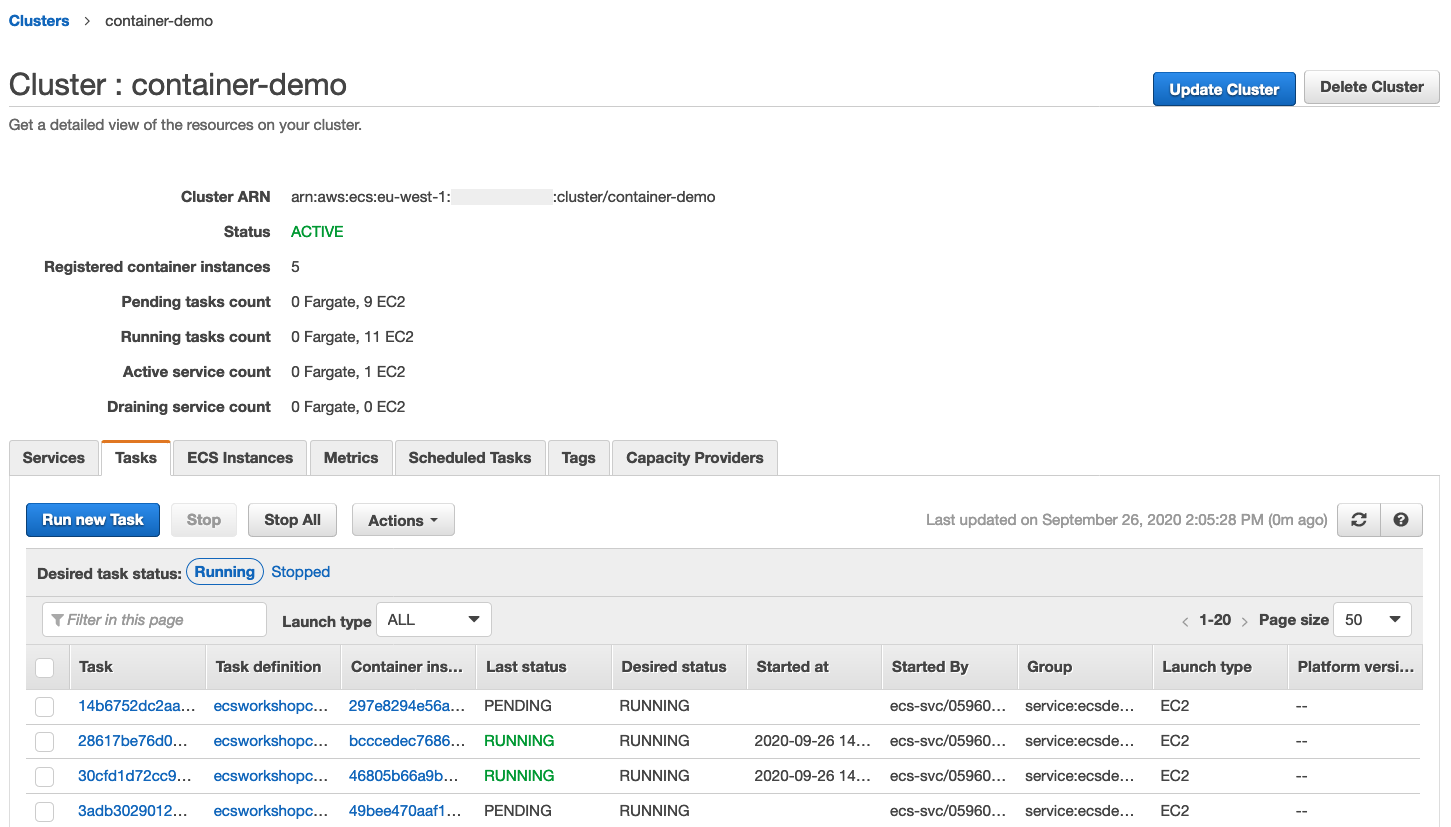 Clusters > container-demo
Cluster : container-demo
Update Cluster Delete Cluster
Get a detailed view of the resources on your cluster.
Cluster ARN arn:aws:ecs:eu-west-1: :cluster/container-demo
Status ACTIVE
Registered container instances 5
Pending tasks count 0 Fargate, 9 EC2
Running tasks count 0 Fargate, 11 EC2
Active service count 0 Fargate, 1 EC2
Draining service count 0 Fargate, 0 EC2
Services Tasks ECS Instances Metrics Scheduled Tasks Tags Capacity Providers
Run new Task Stop Stop All Actions Last updated on September 26, 2020 2:05:28 PM (0m ago)
Desired task status: Running Stopped
Filter in this page Launch type ALL < 1-20 > Page size 50
Task Task definition Container ins... Last status Desired status Started at Started By Group Launch type Platform versi...
14b6752dc2aa... ecsworkshopc... 297e8294e56a... PENDING RUNNING ecs-svc/05960... service:ecsde... EC2 --
28617be76d0... ecsworkshopc... bcccedec7686... RUNNING RUNNING 2020-09-26 14... ecs-svc/05960... service:ecsde... EC2 --
30cfd1d72cc9... ecsworkshopc... 46805b66a9b... RUNNING RUNNING 2020-09-26 14... ecs-svc/05960... service:ecsde... EC2 --
3adb3029012... ecsworkshopc... 49bee470aaf1... PENDING RUNNING ecs-svc/05960... service:ecsde... EC2 --